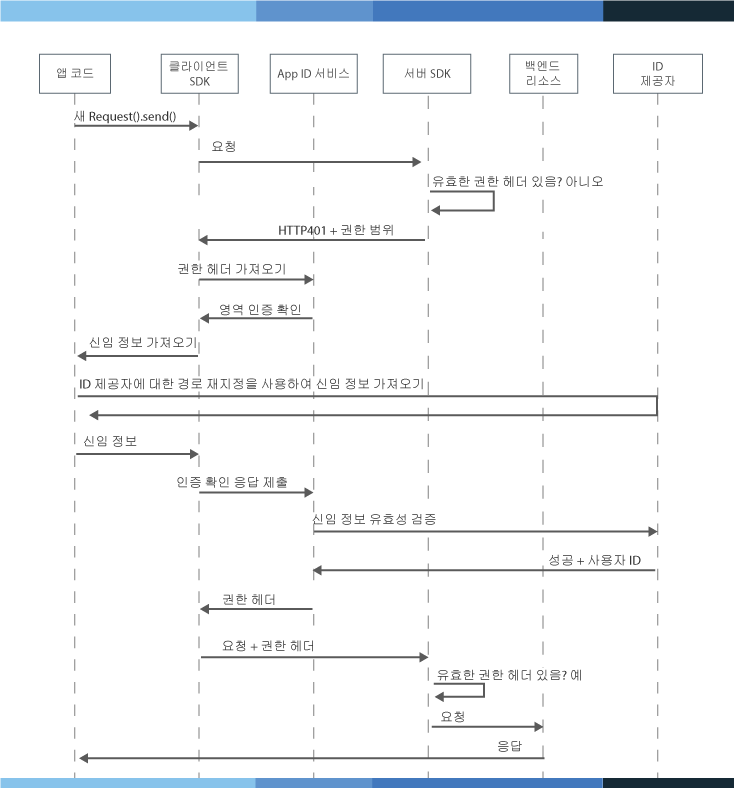 앱 코드
클라이언트
SDK
App ID 서비스
서버 SDK
백엔드
리소스
ID
제공자
새 Request().send()
요청
유효한 권한 헤더 있음? 아니오
HTTP401 + 권한 범위
권한 헤더 가져오기
영역 인증 확인
신임 정보 가져오기
ID 제공자에 대한 경로 재지정을 사용하여 신임 정보 가져오기
신임 정보
인증 확인 응답 제출
신임 정보 유효성 검증
성공 + 사용자 ID
권한 헤더
요청 + 권한 헤더
유효한 권한 헤더 있음? 예
요청
응답